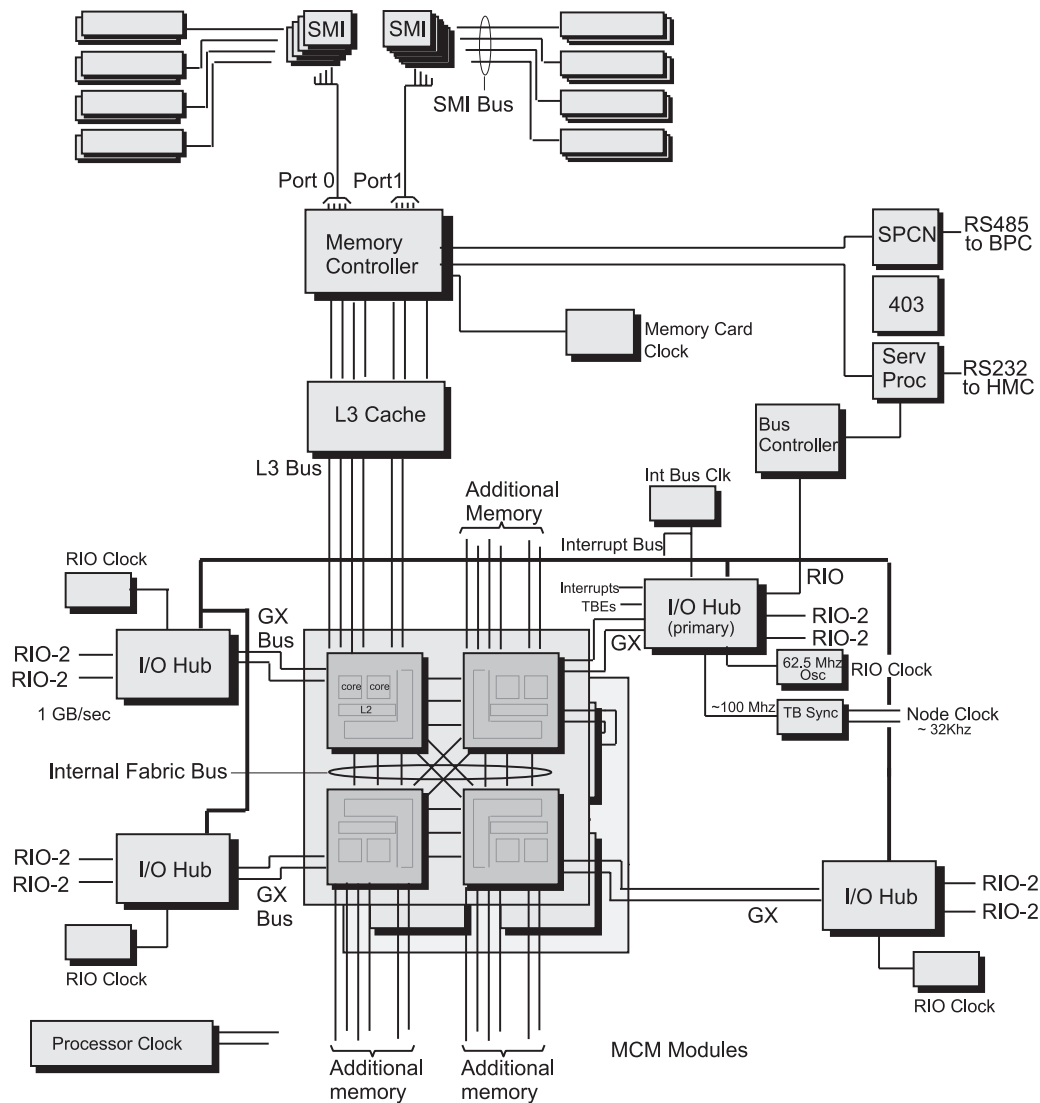 SMI
SMI
SMI Bus
Port 0
Port1
Memory
Controller
SPCN
RS485
to BPC
403
Memory Card
Clock
Serv
Proc
RS232
to HMC
L3 Cache
Bus
Controller
L3 Bus
Int Bus Clk
Additional
Memory
Interrupt Bus
RIO Clock
RIO
Interrupts
TBEs
I/O Hub
(primary)
RIO-2
RIO-2
GX
Bus
GX
RIO-2
RIO-2
I/O Hub
62.5 Mhz
Osc
RIO Clock
core
core
L2
1 GB/sec
~100 Mhz
TB Sync
Node Clock
~ 32Khz
Internal Fabric Bus
RIO-2
RIO-2
I/O Hub
GX
Bus
I/O Hub
RIO-2
RIO-2
GX
RIO Clock
RIO Clock
Processor Clock
MCM Modules
Additional
memory
Additional
memory